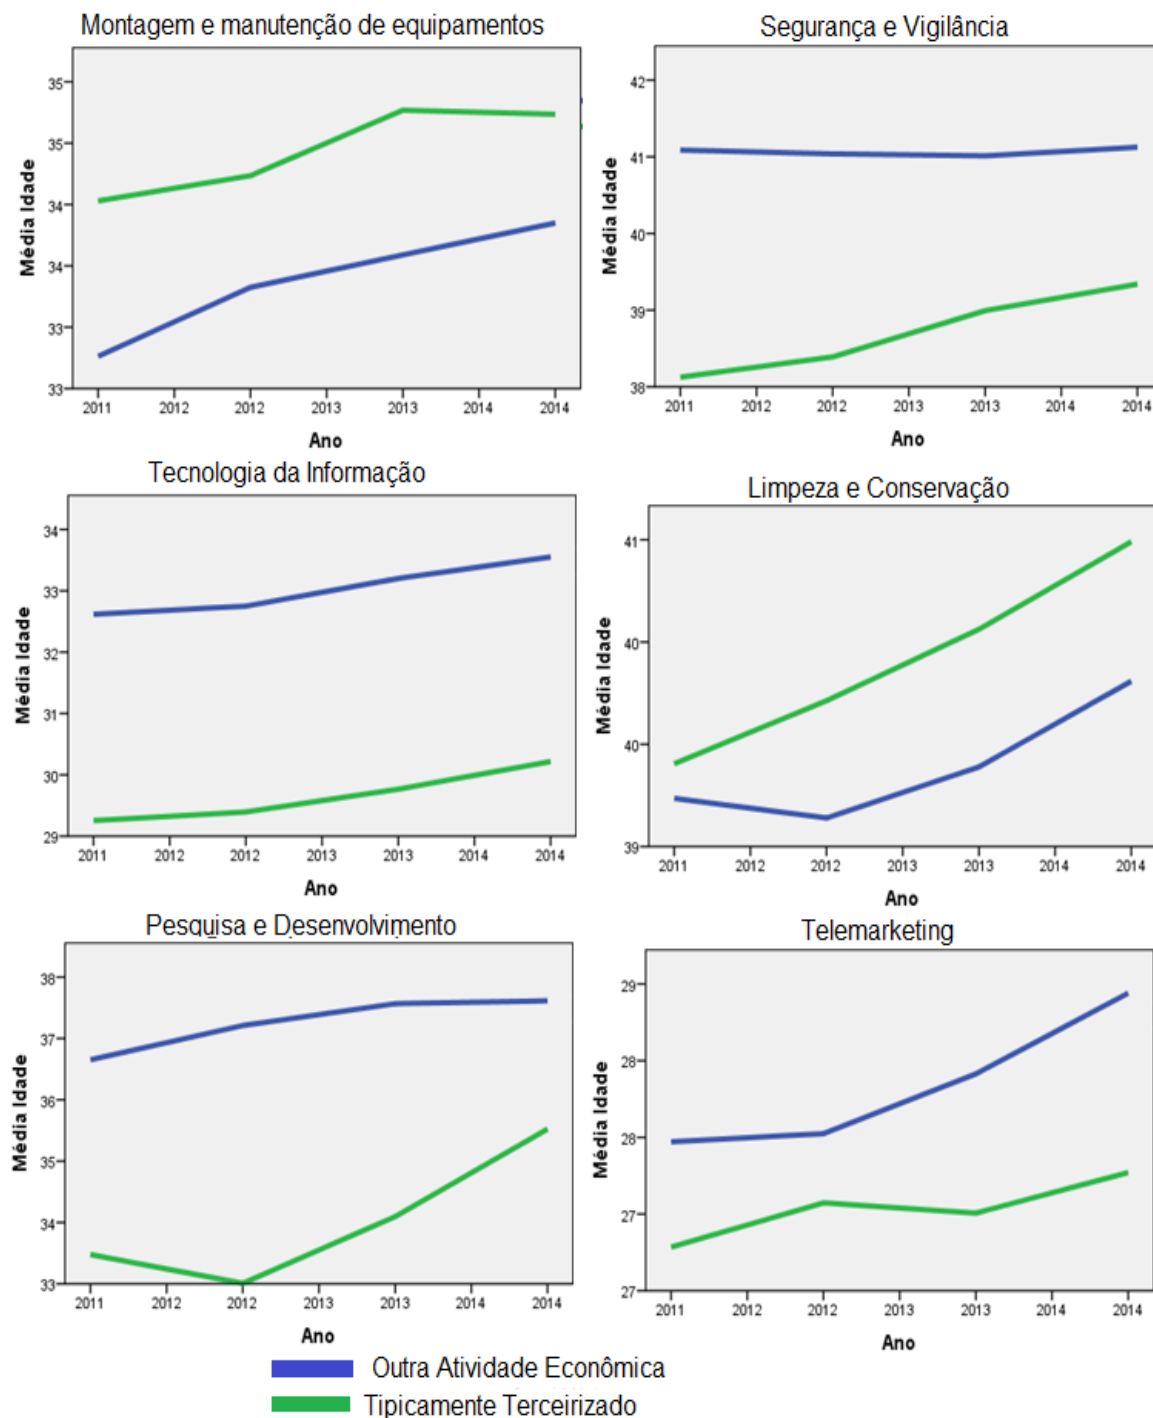 Montagem e manutenção de equipamentos
35
35
34
34
33
33
Média Idade
2011 2012 2012 2013 2013 2014 2014
Ano
Segurança e Vigilância
42
41
40
39
38
Média Idade
2011 2012 2012 2013 2013 2014 2014
Ano
Tecnologia da Informação
34
33
32
31
30
29
Média Idade
2011 2012 2012 2013 2013 2014 2014
Ano
Limpeza e Conservação
41
40
40
39
Média Idade
2011 2012 2012 2013 2013 2014 2014
Ano
Pesquisa e Desenvolvimento
38
37
36
35
34
33
Média Idade
2011 2012 2012 2013 2013 2014 2014
Ano
Telemarketing
29
28
28
27
27
Média Idade
2011 2012 2012 2013 2013 2014 2014
Ano
Outra Atividade Econômica
Tipicamente Terceirizado